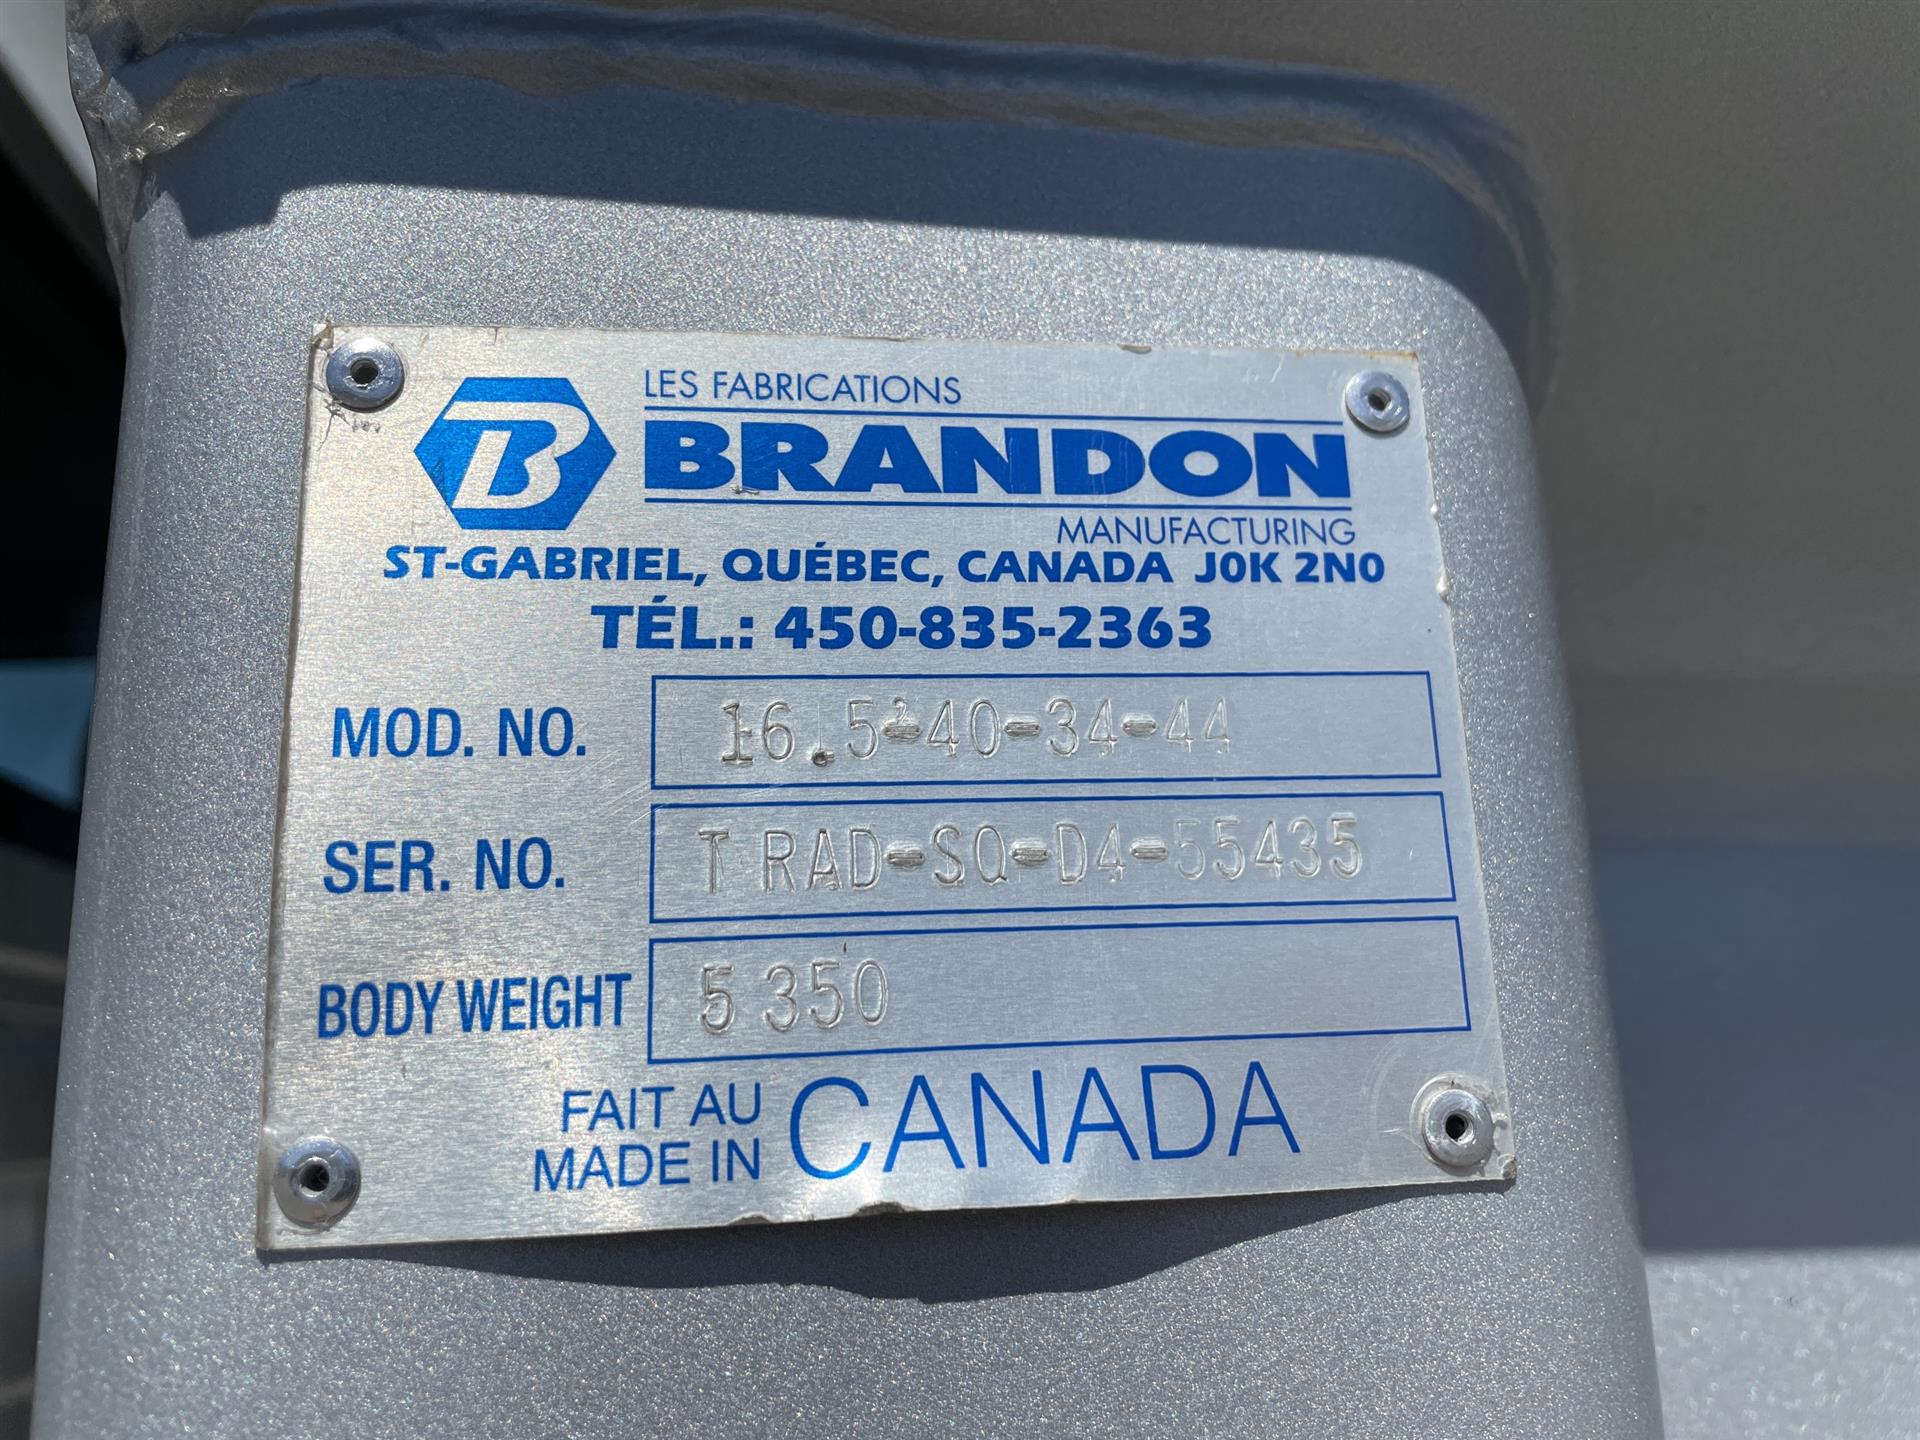 B LES FABRICATIONS
BRANDON
MANUFACTURING
ST-GABRIEL, QUÉBEC, CANADA J0K 2N0
TÉL.: 450-835-2363
MOD. NO. 16.5-40-34-44
SER. NO. T RAD-SQ-D4-55435
BODY WEIGHT 5 350
FAIT AU
MADE IN CANADA